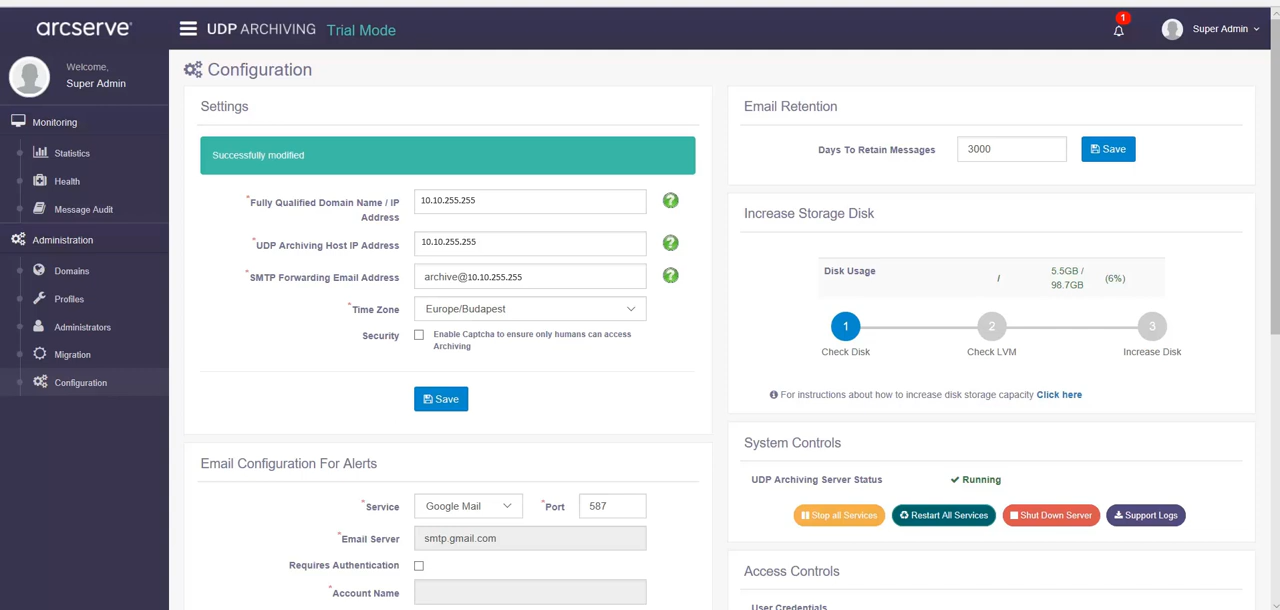 arcserve®
UDP ARCHIVING Trial Mode
1
Super Admin
Welcome,
Super Admin
Monitoring
Statistics
Health
Message Audit
Administration
Domains
Profiles
Administrators
Migration
Configuration
Configuration
Settings
Successfully modified
*Fully Qualified Domain Name / IP
Address
10.10.255.255
?
*UDP Archiving Host IP Address
10.10.255.255
?
*SMTP Forwarding Email Address
archive@10.10.255.255
?
*Time Zone
Europe/Budapest
Security
Enable Captcha to ensure only humans can access
Archiving
Save
Email Configuration For Alerts
*Service
Google Mail
*Port
587
*Email Server
smtp.gmail.com
Requires Authentication
*Account Name
Email Retention
Days To Retain Messages
3000
Save
Increase Storage Disk
Disk Usage
/
5.5GB /
98.7GB
(6%)
1
2
3
Check Disk
Check LVM
Increase Disk
For instructions about how to increase disk storage capacity Click here
System Controls
UDP Archiving Server Status
Running
Stop all Services
Restart All Services
Shut Down Server
Support Logs
Access Controls
User Credentials